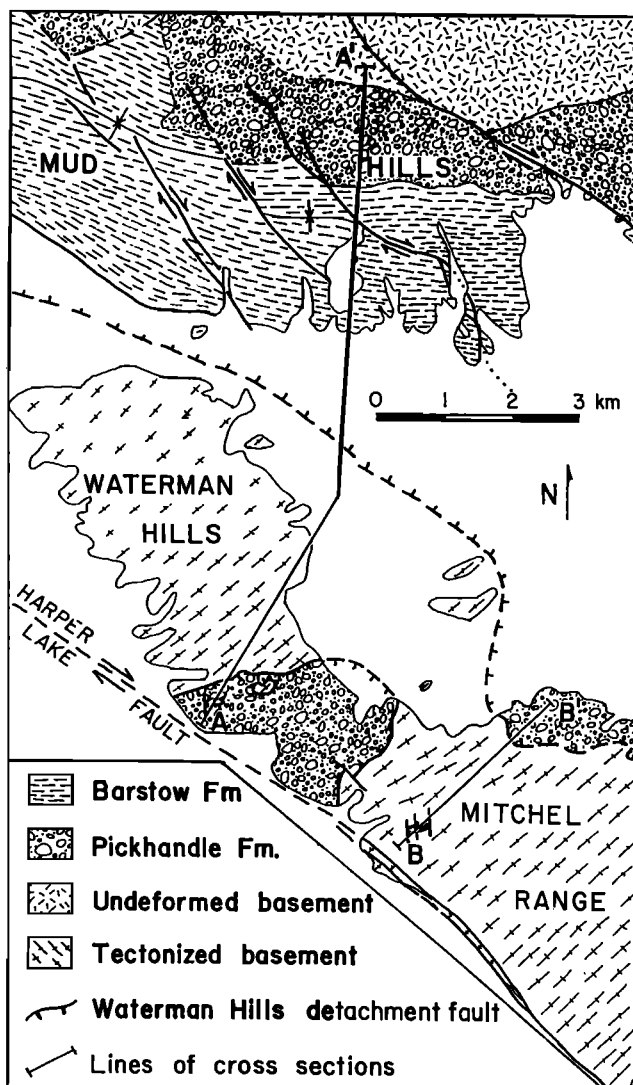 A'
MUD
HILLS
0 1 2 3 km
WATERMAN
HILLS
N
HARPER
LAKE
FAULT
A
B'
MITCHEL
B
RANGE
Barstow Fm
Pickhandle Fm.
Undeformed basement
Tectonized basement
Waterman Hills detachment fault
Lines of cross sections